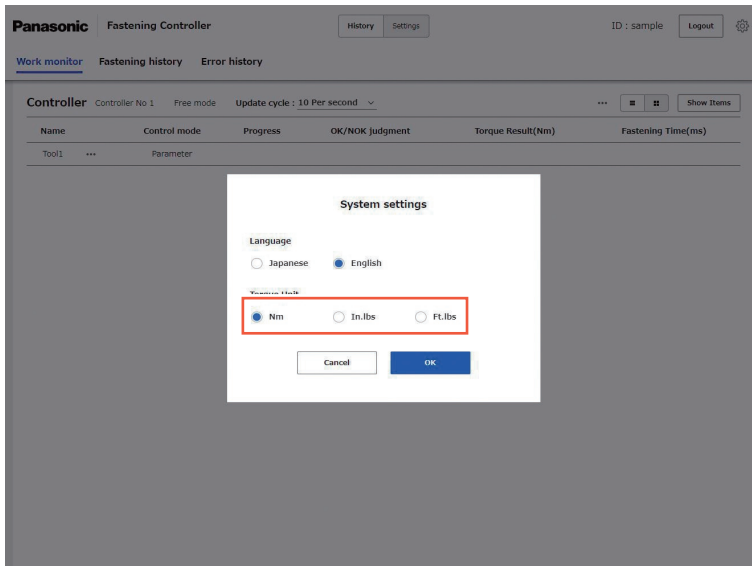 Panasonic Fastening Controller History Settings ID : sample Logout
Work monitor Fastening history Error history
Controller Controller No 1 Free mode Update cycle : 10 Per second ••• Show Items
Name Control mode Progress OK/NOK judgment Torque Result(Nm) Fastening Time(ms)
Tool1 ••• Parameter
System settings
Language
Japanese English
Torque Unit
Nm In.lbs Ft.lbs
Cancel OK